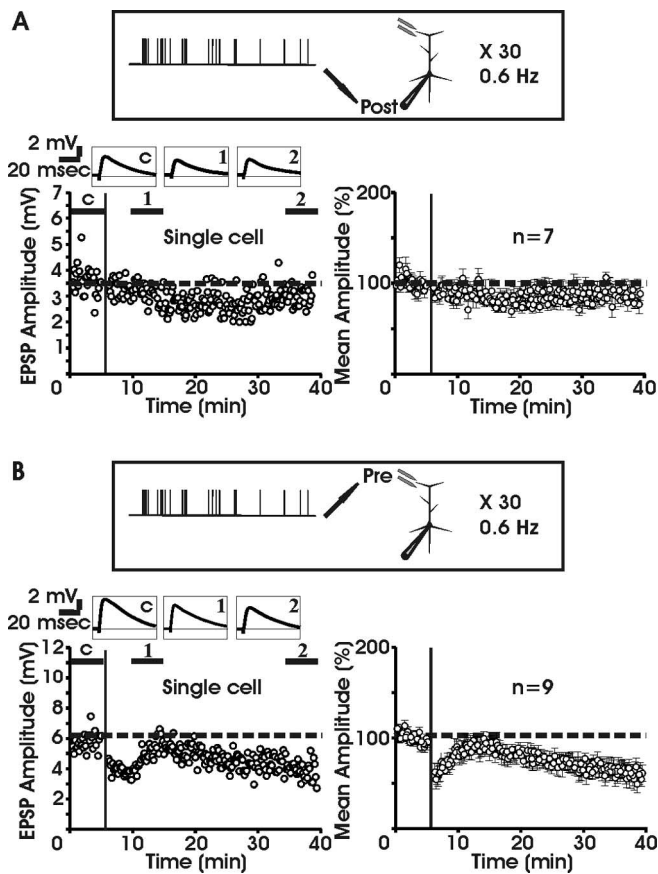 A
X 30
0.6 Hz
Post
2 mV
20 msec
c
1
2
7
6
5
4
3
2
1
0
EPSP Amplitude (mV)
c
1
2
Single cell
0
10
20
30
40
Time (min)
200
100
Mean Amplitude (%)
n=7
0
10
20
30
40
Time (min)
B
Pre
X 30
0.6 Hz
2 mV
20 msec
c
1
2
12
10
8
6
4
2
0
EPSP Amplitude (mV)
c
1
2
Single cell
0
10
20
30
40
Time (min)
200
100
Mean Amplitude (%)
n=9
0
10
20
30
40
Time (min)